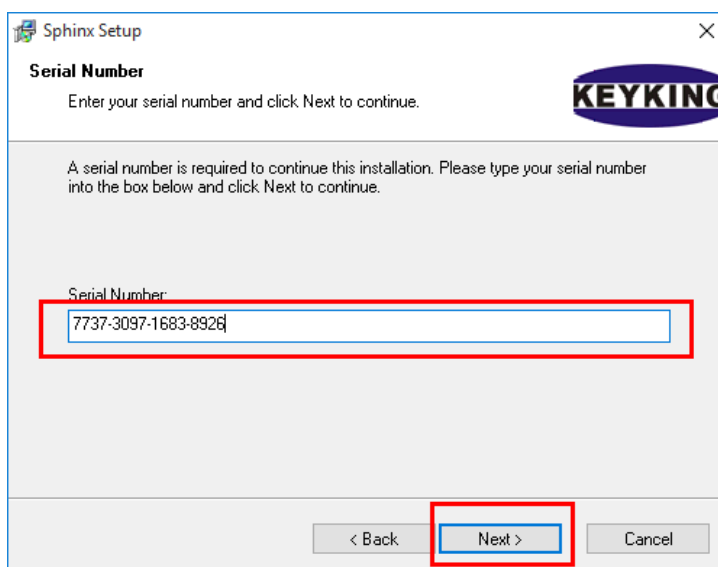 Sphinx Setup
Serial Number
Enter your serial number and click Next to continue.
KEYKING
A serial number is required to continue this installation. Please type your serial number
into the box below and click Next to continue.
Serial Number:
7737-3097-1683-8926
< Back
Next >
Cancel